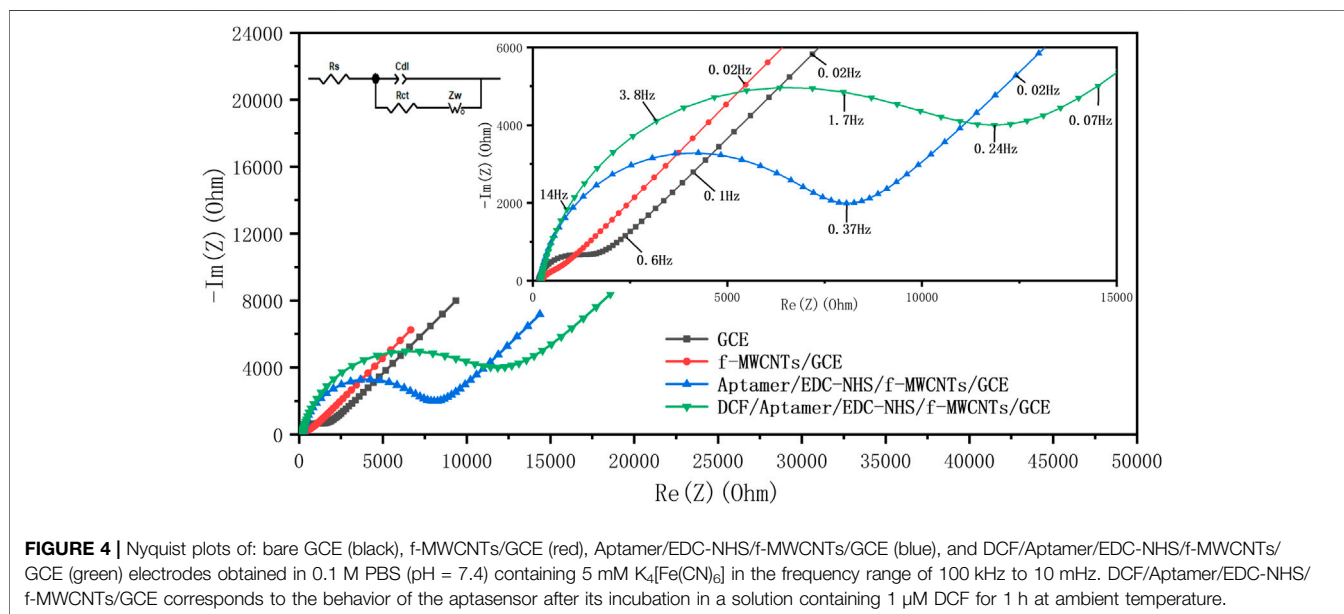 24000
20000
16000
12000
8000
4000
0
-Im(Z)(Ohm)
Rs
Cdl
Rct
Zw
6000
4000
2000
0
-Im(Z)(Ohm)
0.02Hz
0.02Hz
0.02Hz
3.8Hz
1.7Hz
0.07Hz
0.24Hz
14Hz
0.1Hz
0.37Hz
0.6Hz
0
5000
10000
15000
Re(Z)(Ohm)
GCE
f-MWCNTs/GCE
Aptamer/EDC-NHS/f-MWCNTs/GCE
DCF/Aptamer/EDC-NHS/f-MWCNTs/GCE
0
5000
10000
15000
20000
25000
30000
35000
40000
45000
50000
Re(Z)(Ohm)
FIGURE 4 | Nyquist plots of: bare GCE (black), f-MWCNTs/GCE (red), Aptamer/EDC-NHS/f-MWCNTs/GCE (blue), and DCF/Aptamer/EDC-NHS/f-MWCNTs/
GCE (green) electrodes obtained in 0.1 M PBS (pH = 7.4) containing 5 mM K₄[Fe(CN)₆] in the frequency range of 100 kHz to 10 mHz. DCF/Aptamer/EDC-NHS/
f-MWCNTs/GCE corresponds to the behavior of the aptasensor after its incubation in a solution containing 1 µM DCF for 1 h at ambient temperature.